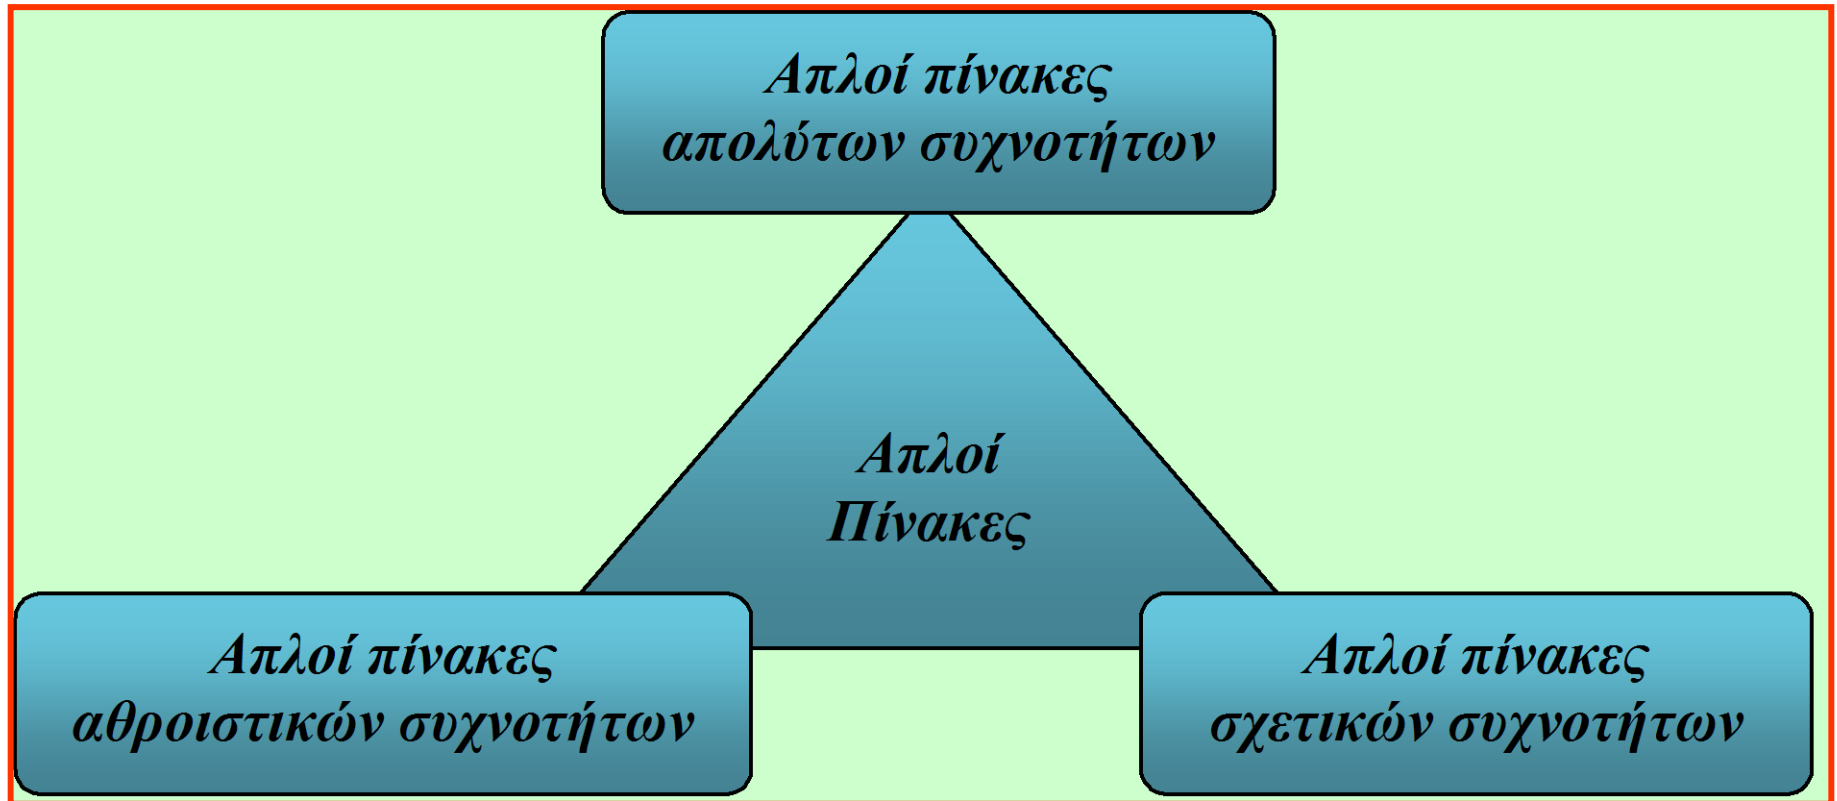 Απλοί πίνακες
απολύτων συχνοτήτων
Απλοί
Πίνακες
Απλοί πίνακες
αθροιστικών συχνοτήτων
Απλοί πίνακες
σχετικών συχνοτήτων